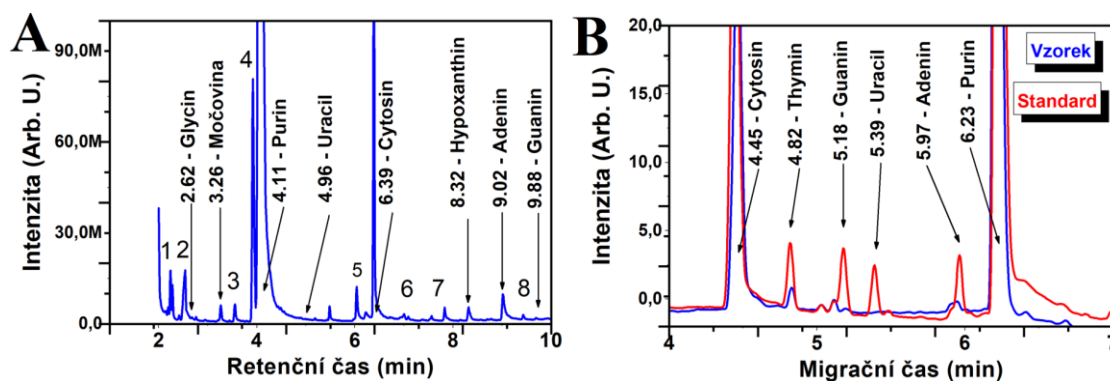 A
Intenzita (Arb. U.)
90,0M
60,0M
30,0M
0,0
1
2
2.62 - Glycin
3.26 - Močovina
3
4
4.11 - Purin
4.96 - Uracil
5
6.39 - Cytosin
6
7
8.32 - Hypoxanthin
9.02 - Adenin
8
9.88 - Guanin
2
4
6
8
10
Retenční čas (min)
B
Intenzita (Arb. U.)
20,0
15,0
10,0
5,0
0,0
4.45 - Cytosin
4.82 - Thymin
5.18 - Guanin
5.39 - Uracil
5.97 - Adenin
6.23 - Purin
Vzorek
Standard
4
5
6
7
Migrační čas (min)